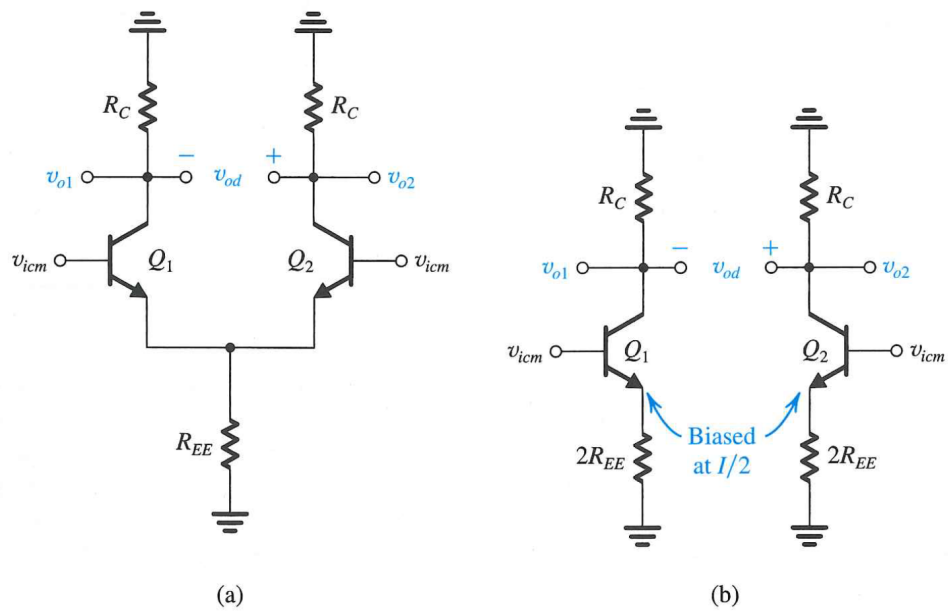 R_C
R_C
v_o1
−
v_od
+
v_o2
v_icm
Q_1
Q_2
v_icm
R_EE
(a)
R_C
R_C
v_o1
−
v_od
+
v_o2
v_icm
Q_1
Q_2
v_icm
Biased
at I/2
2R_EE
2R_EE
(b)